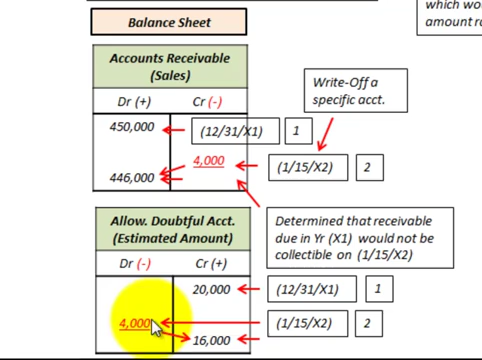 which wou
amount ro
Balance Sheet
Accounts Receivable
(Sales)
Dr (+) Cr (-)
450,000
(12/31/X1) 1
4,000
446,000
Write-Off a
specific acct.
(1/15/X2) 2
Allow. Doubtful Acct.
(Estimated Amount)
Dr (-) Cr (+)
20,000
4,000
16,000
Determined that receivable
due in Yr (X1) would not be
collectible on (1/15/X2)
(12/31/X1) 1
(1/15/X2) 2